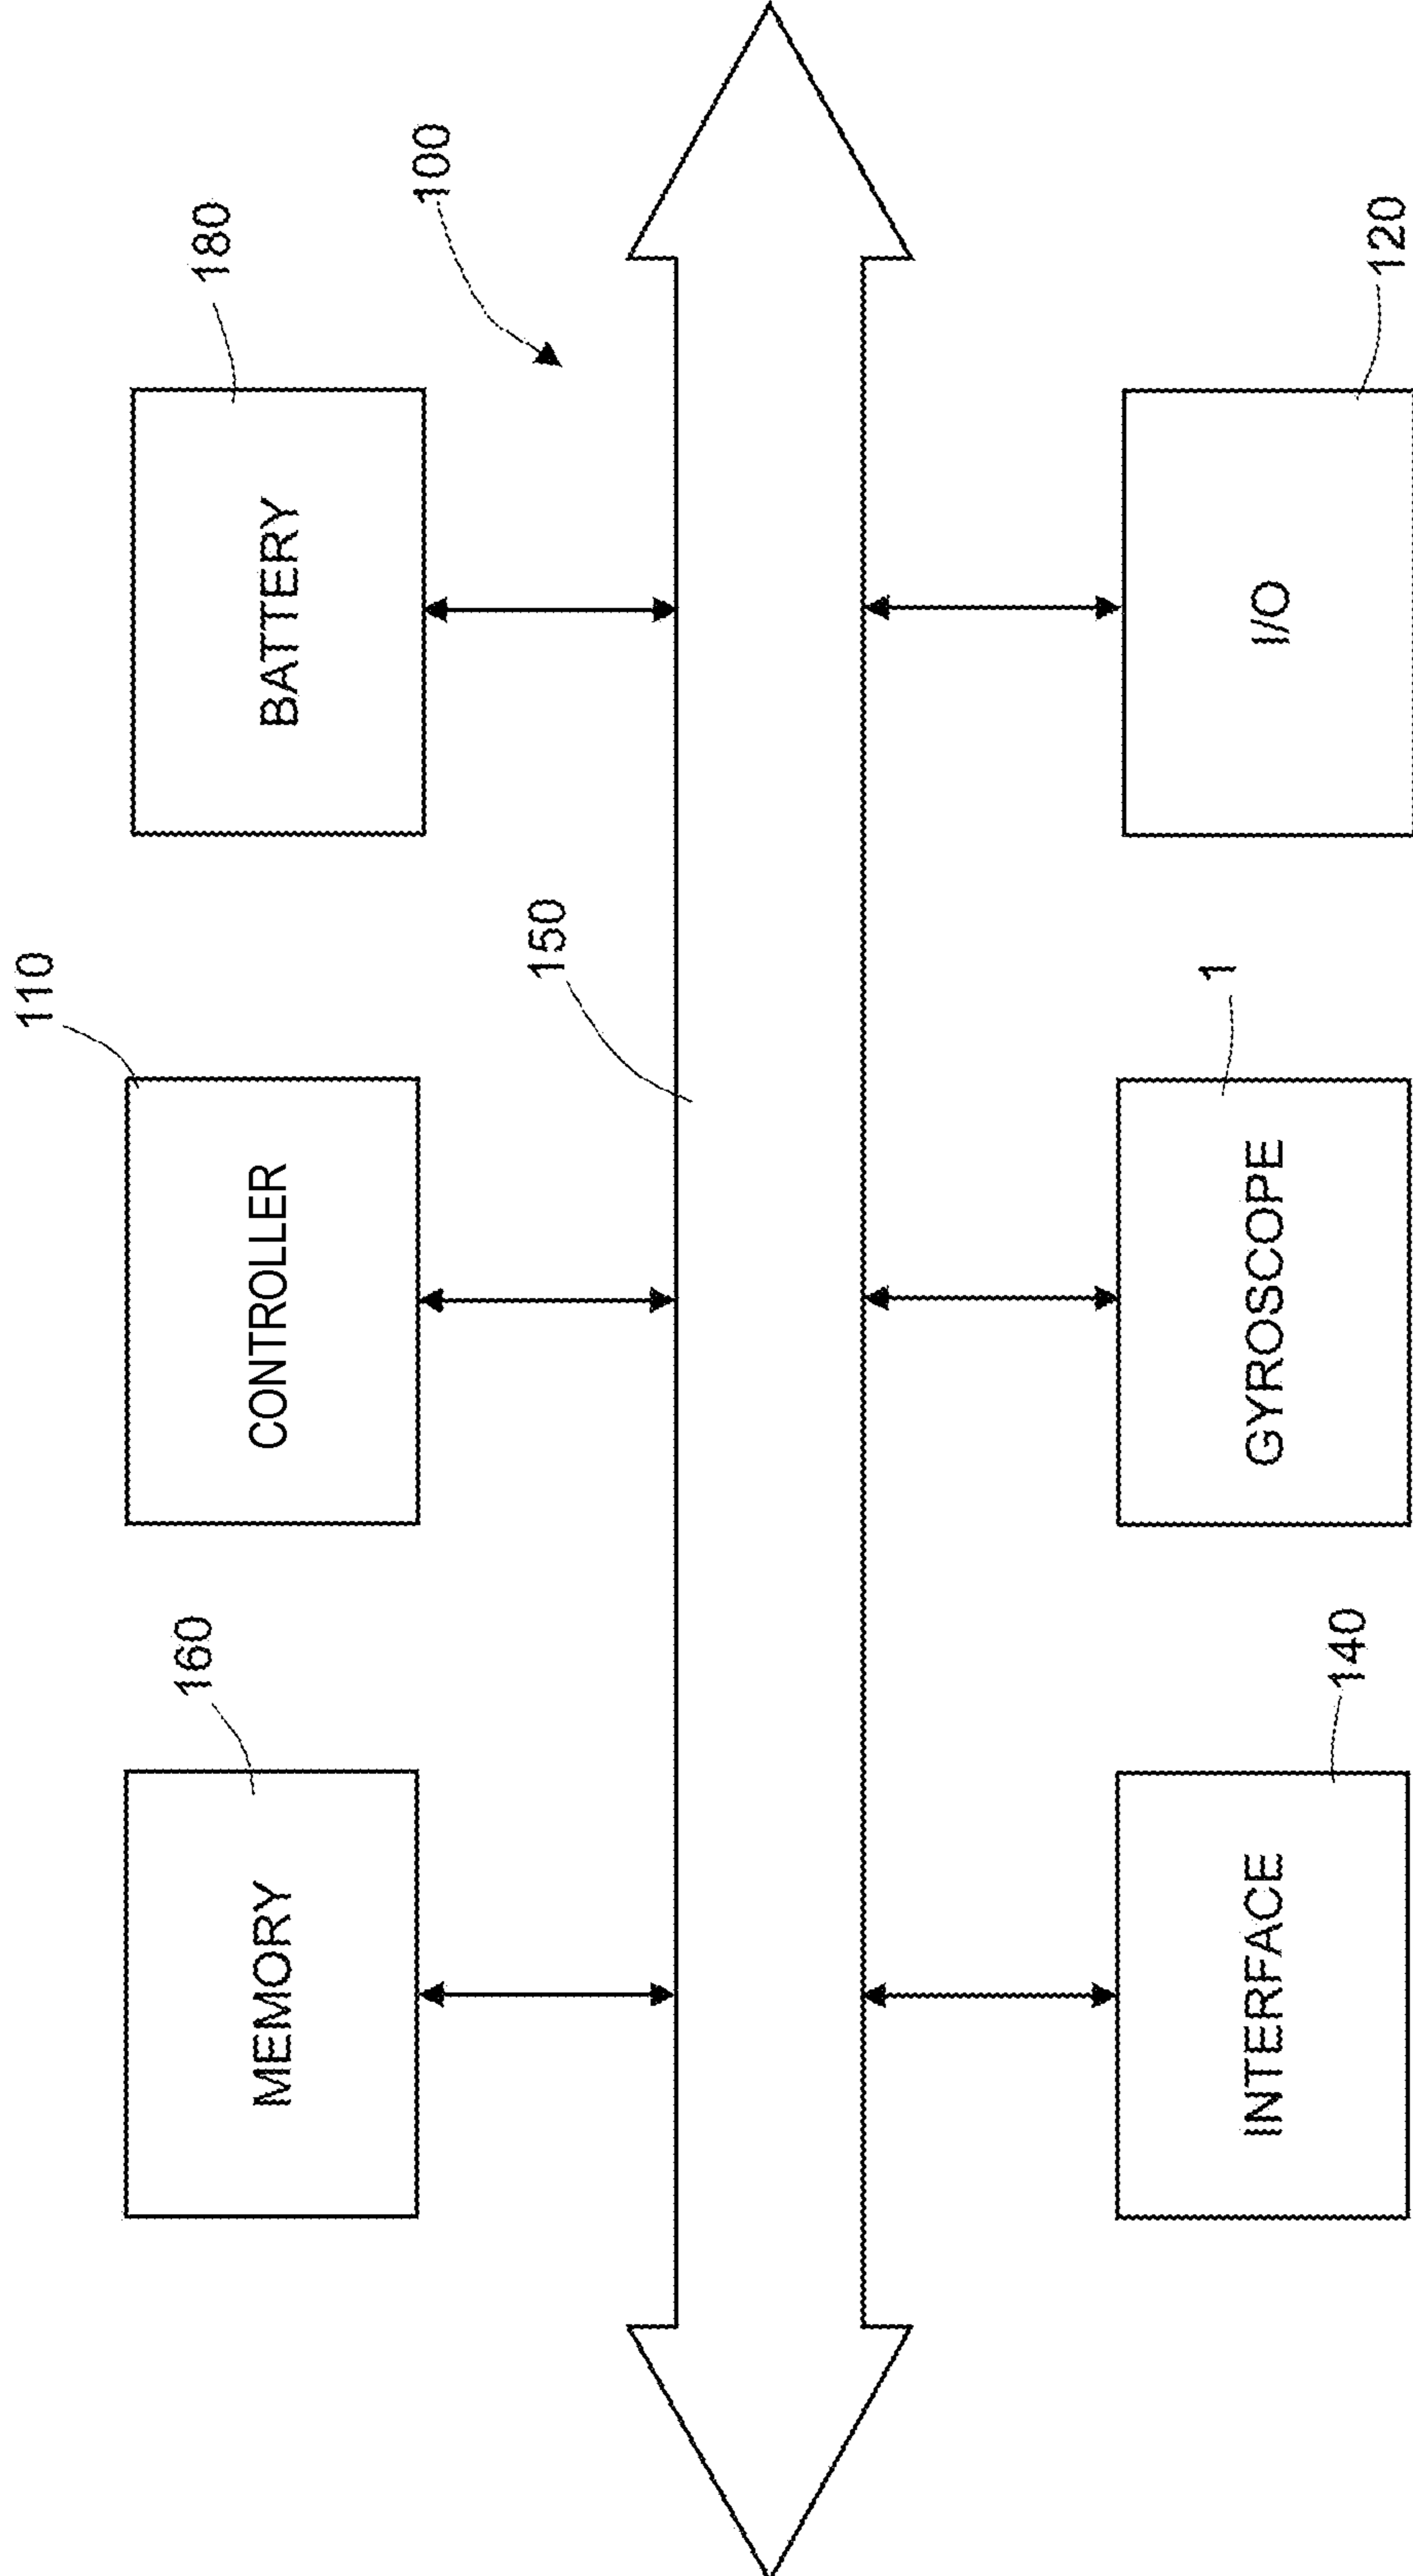 160
110
180
MEMORY
CONTROLLER
BATTERY
100
150
140
1
120
INTERFACE
GYROSCOPE
I/O